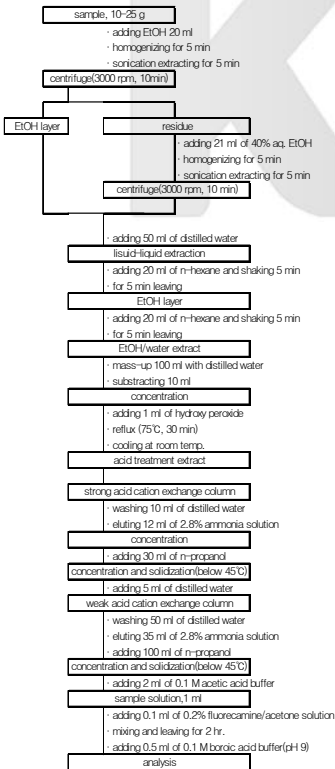 sample, 10-25 g
· adding EtOH 20 ml
· homogenizing for 5 min
· sonication extracting for 5 min
centrifuge(3000 rpm, 10min)
EtOH layer
residue
· adding 21 ml of 40% aq. EtOH
· homogenizing for 5 min
· sonication extracting for 5 min
centrifuge(3000 rpm, 10 min)
· adding 50 ml of distilled water
lisuid-liquid extraction
· adding 20 ml of n-hexane and shaking 5 min
· for 5 min leaving
EtOH layer
· adding 20 ml of n-hexane and shaking 5 min
· for 5 min leaving
EtOH/water extract
· mass-up 100 ml with distilled water
· substracting 10 ml
concentration
· adding 1 ml of hydroxy peroxide
· reflux (75℃, 30 min)
· cooling at room temp.
acid treatment extract
strong acid cation exchange column
· washing 10 ml of distilled water
· eluting 12 ml of 2.8% ammonia solution
concentration
· adding 30 ml of n-propanol
concentration and solidization(below 45℃)
· adding 5 ml of distilled water
weak acid cation exchange column
· washing 50 ml of distilled water
· eluting 35 ml of 2.8% ammonia solution
· adding 100 ml of n-propanol
concentration and solidization(below 45℃)
· adding 2 ml of 0.1 M acetic acid buffer
sample solution,1 ml
· adding 0.1 ml of 0.2% fluorecamine/acetone solution
· mixing and leaving for 2 hr.
· adding 0.5 ml of 0.1 M boroic acid buffer(pH 9)
analysis